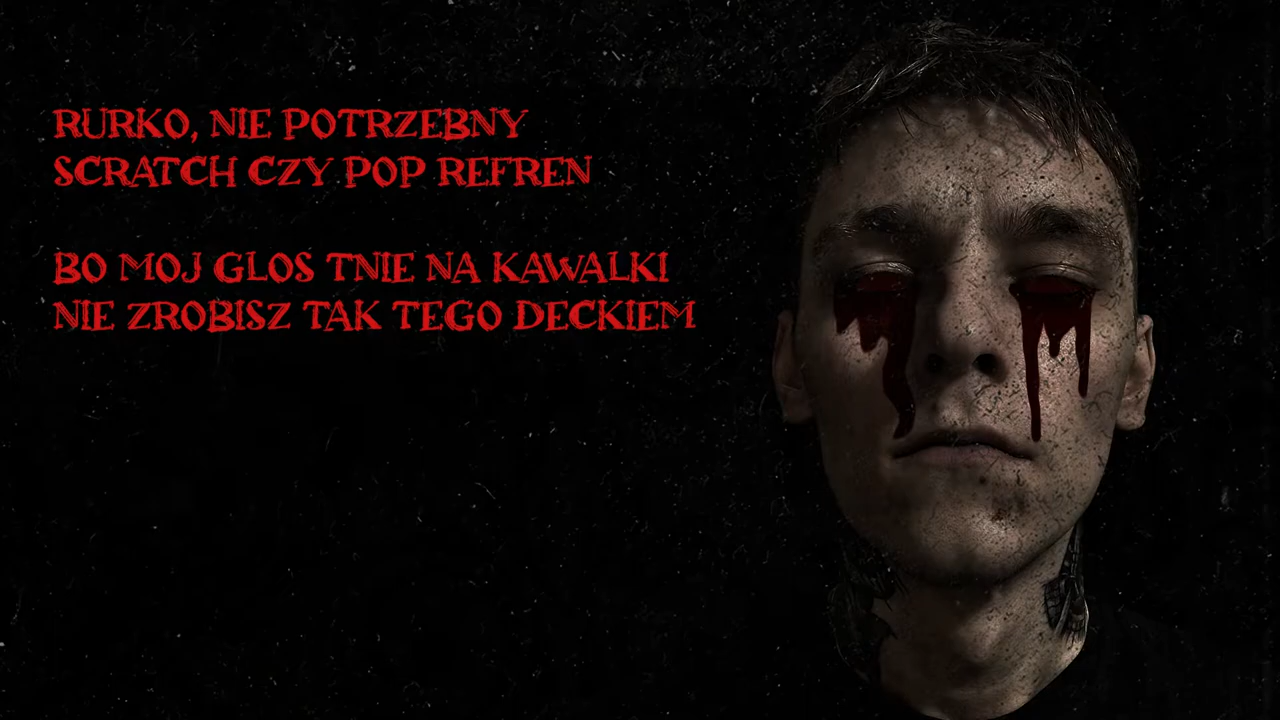 RURKO, NIE POTRZEBNY
SCRATCH CZY POP REFREN
BO MOJ GLOS TNIE NA KAWALKI
NIE ZROBISZ TAK TEGO DECKIEM